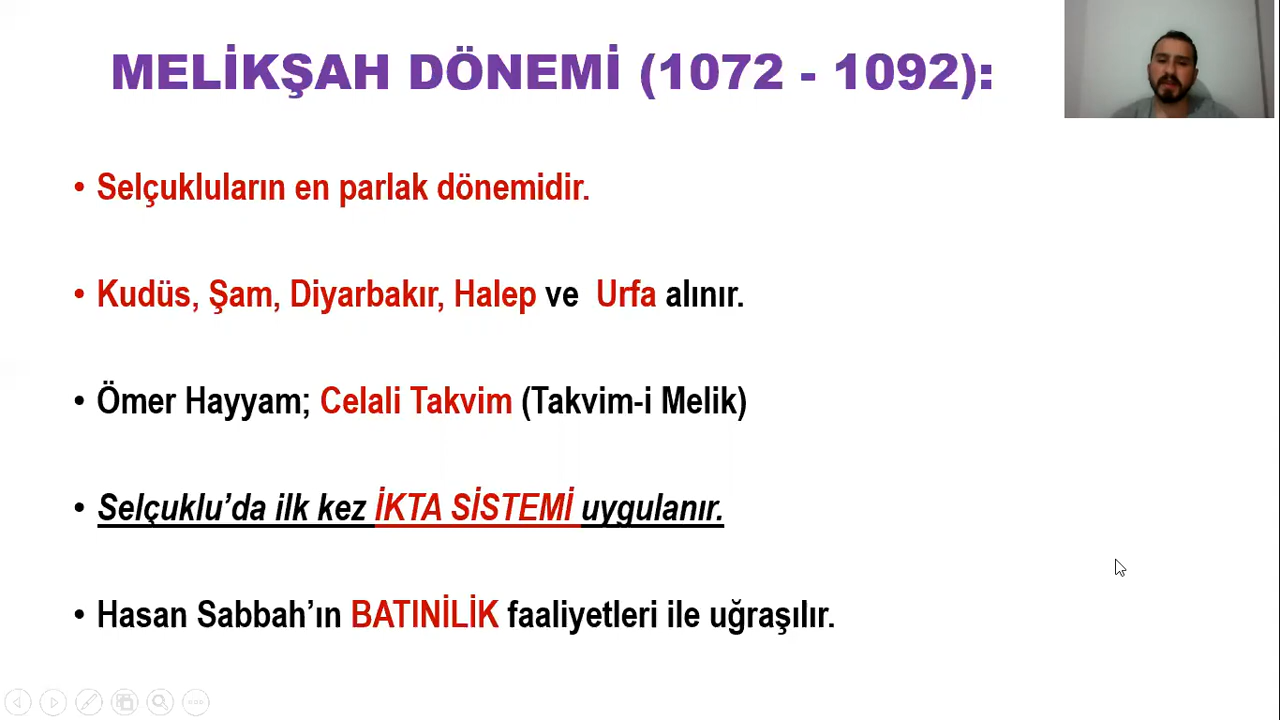 MELİKŞAH DÖNEMİ (1072 - 1092):
• Selçukluların en parlak dönemidir.
• Kudüs, Şam, Diyarbakır, Halep ve Urfa alınır.
• Ömer Hayyam; Celali Takvim (Takvim-i Melik)
• Selçuklu’da ilk kez İKTA SİSTEMİ uygulanır.
• Hasan Sabbah’ın BATINİLİK faaliyetleri ile uğraşılır.